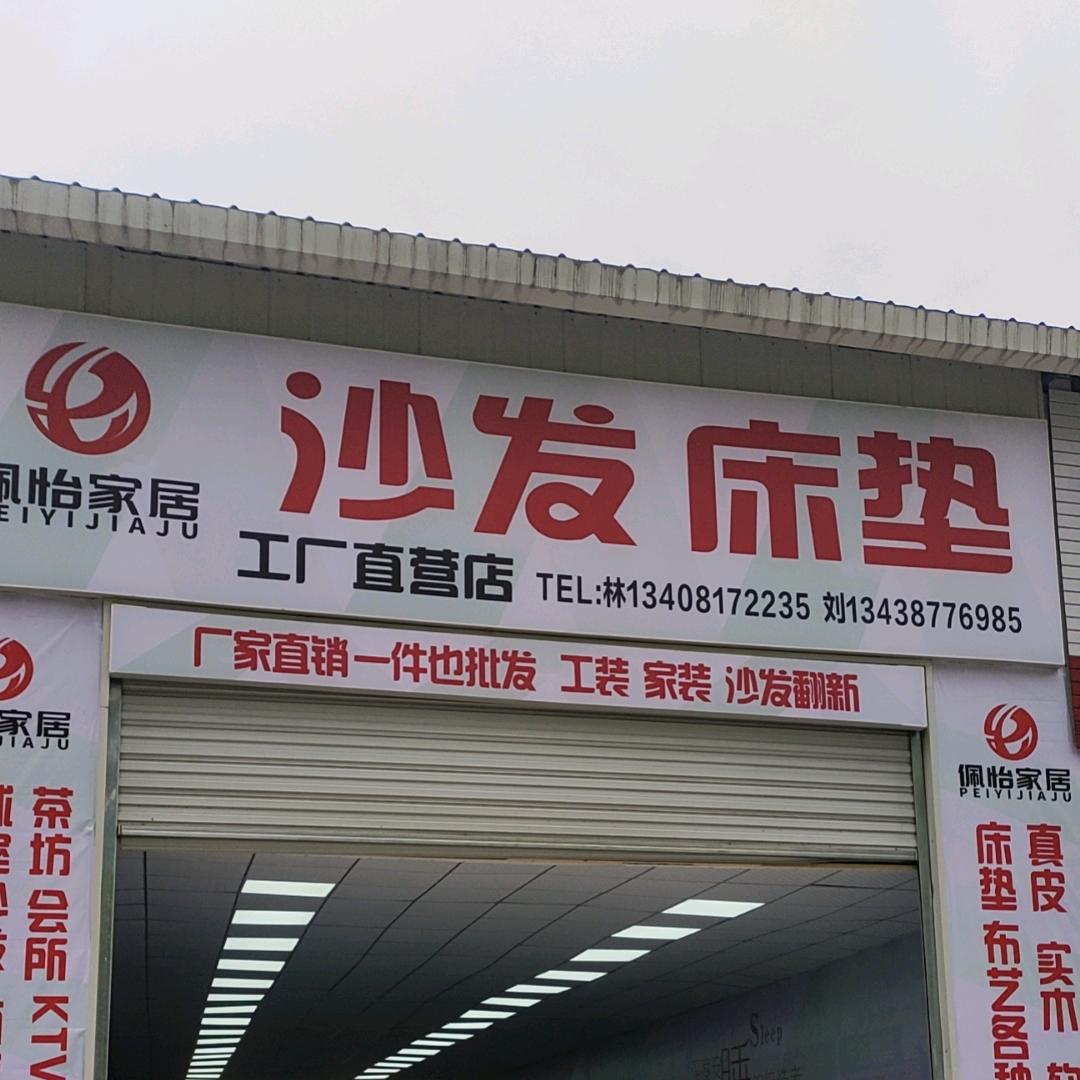 佩怡家居
PEIYIJIAJU
沙发 床垫
工厂直营店 TEL:林13408172235 刘13438776985
厂家直销一件也批发 工装 家装 沙发翻新
家居
JIAJU
茶坊会所KTV
佩怡家居
PEIYIJIAJU
真皮 实木 软
床垫 布艺各种
Sleep
睡